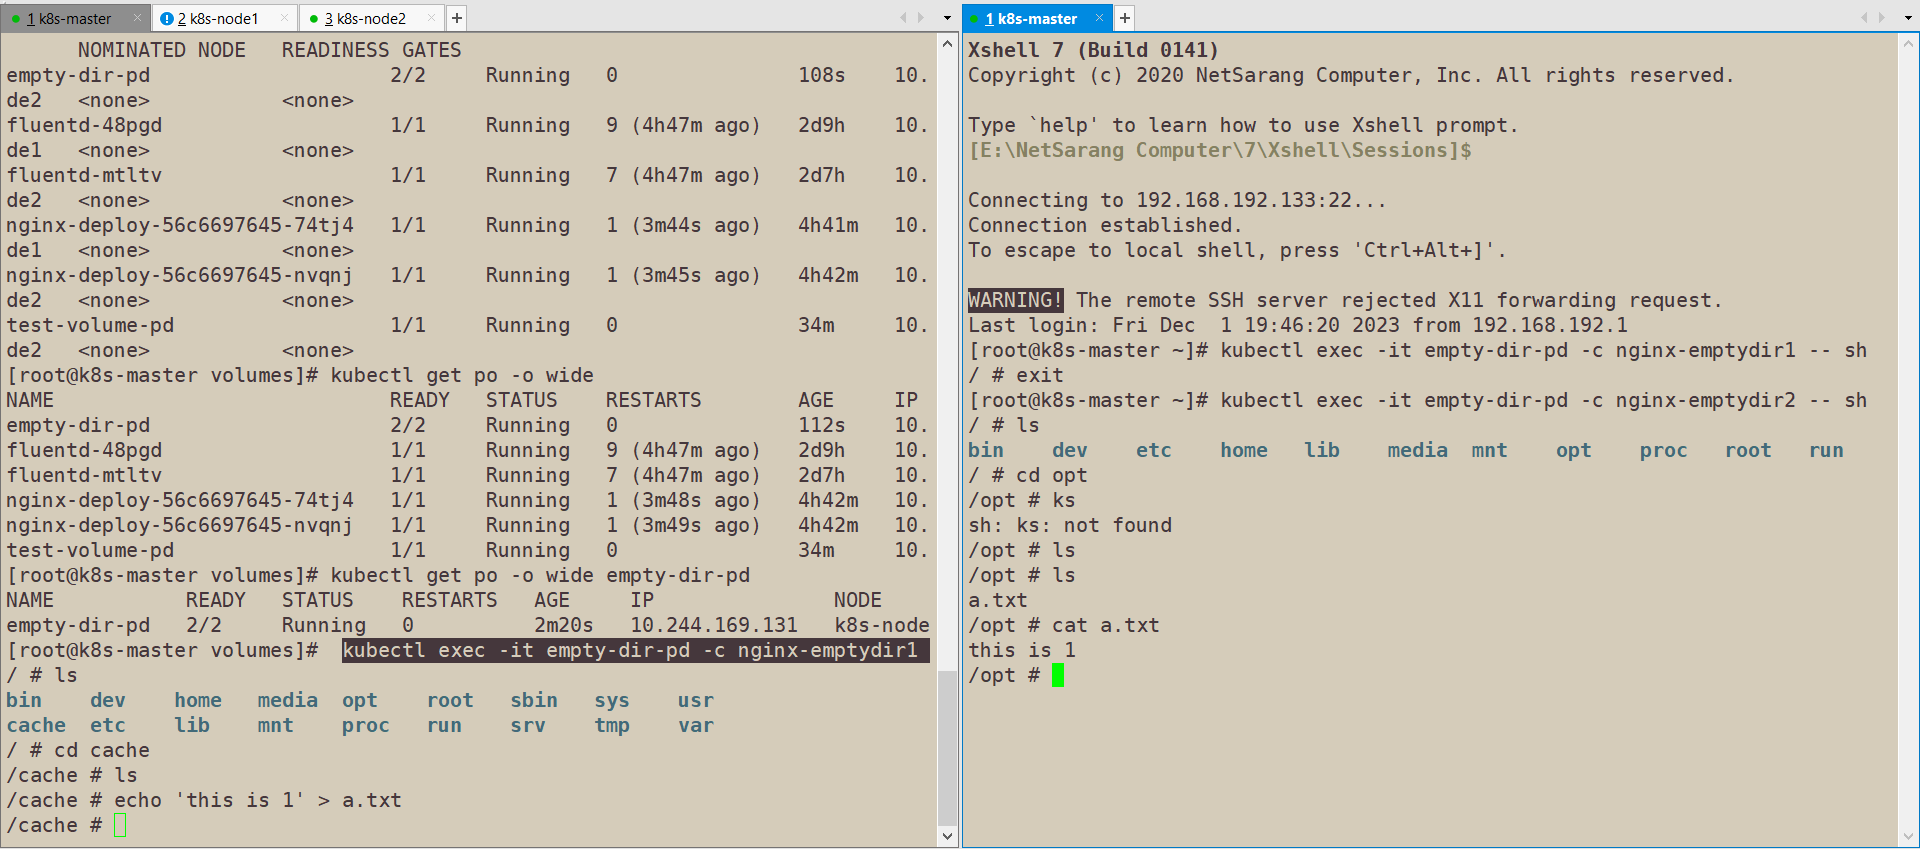 1 k8s-master
2 k8s-node1
3 k8s-node2
NOMINATED NODE   READINESS GATES
empty-dir-pd                    2/2     Running   0               108s    10.
de2   <none>           <none>
fluentd-48pgd                   1/1     Running   9 (4h47m ago)   2d9h    10.
de1   <none>           <none>
fluentd-mtltv                   1/1     Running   7 (4h47m ago)   2d7h    10.
de2   <none>           <none>
nginx-deploy-56c6697645-74tj4   1/1     Running   1 (3m44s ago)   4h41m   10.
de1   <none>           <none>
nginx-deploy-56c6697645-nvqnj   1/1     Running   1 (3m45s ago)   4h42m   10.
de2   <none>           <none>
test-volume-pd                  1/1     Running   0               34m     10.
de2   <none>           <none>
[root@k8s-master volumes]# kubectl get po -o wide
NAME                            READY   STATUS    RESTARTS        AGE     IP
empty-dir-pd                    2/2     Running   0               112s    10.
fluentd-48pgd                   1/1     Running   9 (4h47m ago)   2d9h    10.
fluentd-mtltv                   1/1     Running   7 (4h47m ago)   2d7h    10.
nginx-deploy-56c6697645-74tj4   1/1     Running   1 (3m48s ago)   4h42m   10.
nginx-deploy-56c6697645-nvqnj   1/1     Running   1 (3m49s ago)   4h42m   10.
test-volume-pd                  1/1     Running   0               34m     10.
[root@k8s-master volumes]# kubectl get po -o wide empty-dir-pd
NAME           READY   STATUS    RESTARTS   AGE     IP               NODE
empty-dir-pd   2/2     Running   0          2m20s   10.244.169.131   k8s-node
[root@k8s-master volumes]#  kubectl exec -it empty-dir-pd -c nginx-emptydir1
/ # ls
bin    dev    home   media  opt    root   sbin   sys    usr
cache  etc    lib    mnt    proc   run    srv    tmp    var
/ # cd cache
/cache # ls
/cache # echo 'this is 1' > a.txt
/cache #
1 k8s-master
Xshell 7 (Build 0141)
Copyright (c) 2020 NetSarang Computer, Inc. All rights reserved.
Type `help' to learn how to use Xshell prompt.
[E:\NetSarang Computer\7\Xshell\Sessions]$
Connecting to 192.168.192.133:22...
Connection established.
To escape to local shell, press 'Ctrl+Alt+]'.
WARNING! The remote SSH server rejected X11 forwarding request.
Last login: Fri Dec  1 19:46:20 2023 from 192.168.192.1
[root@k8s-master ~]# kubectl exec -it empty-dir-pd -c nginx-emptydir1 -- sh
/ # exit
[root@k8s-master ~]# kubectl exec -it empty-dir-pd -c nginx-emptydir2 -- sh
/ # ls
bin    dev    etc    home   lib    media  mnt    opt    proc   root   run
/ # cd opt
/opt # ks
sh: ks: not found
/opt # ls
/opt # ls
a.txt
/opt # cat a.txt
this is 1
/opt #